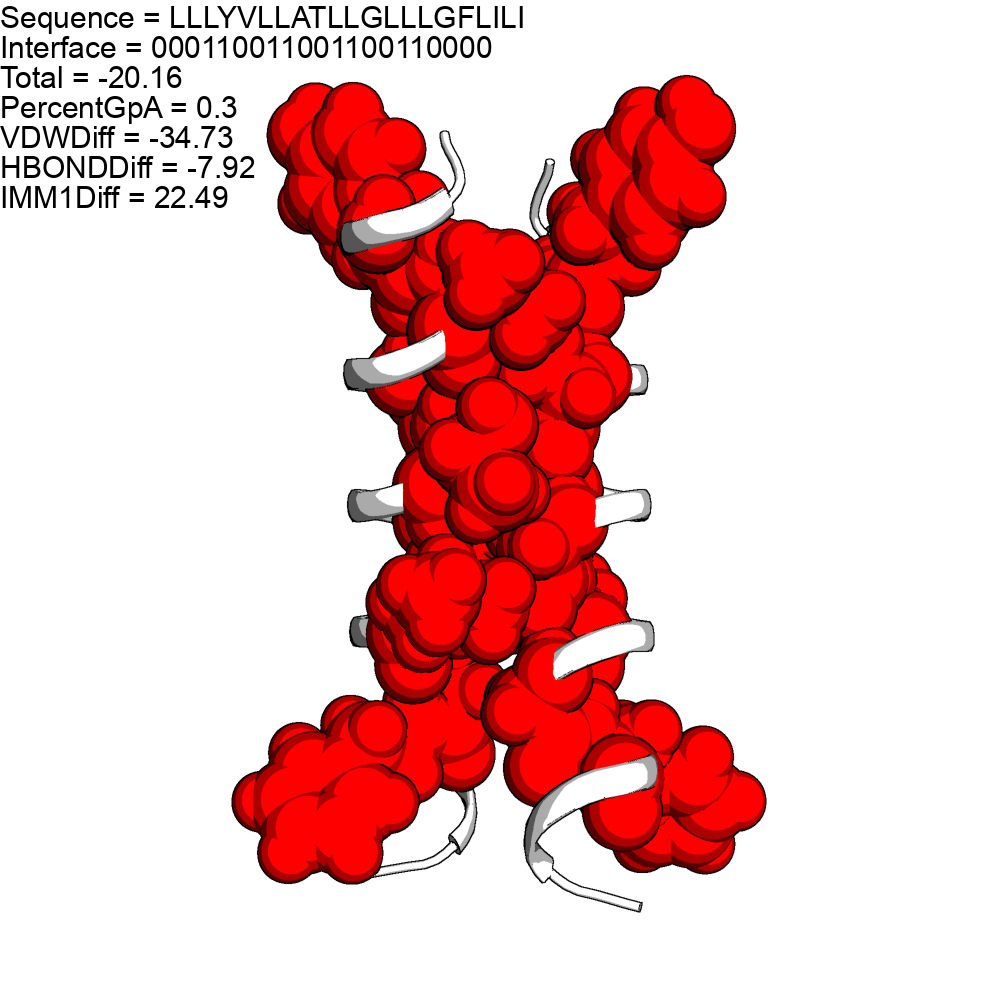 Sequence = LLLYVLLATLLGLLLGFLILI
Interface = 000110011001100110000
Total = -20.16
PercentGpA = 0.3
VDWDiff = -34.73
HBONDDiff = -7.92
IMM1Diff = 22.49